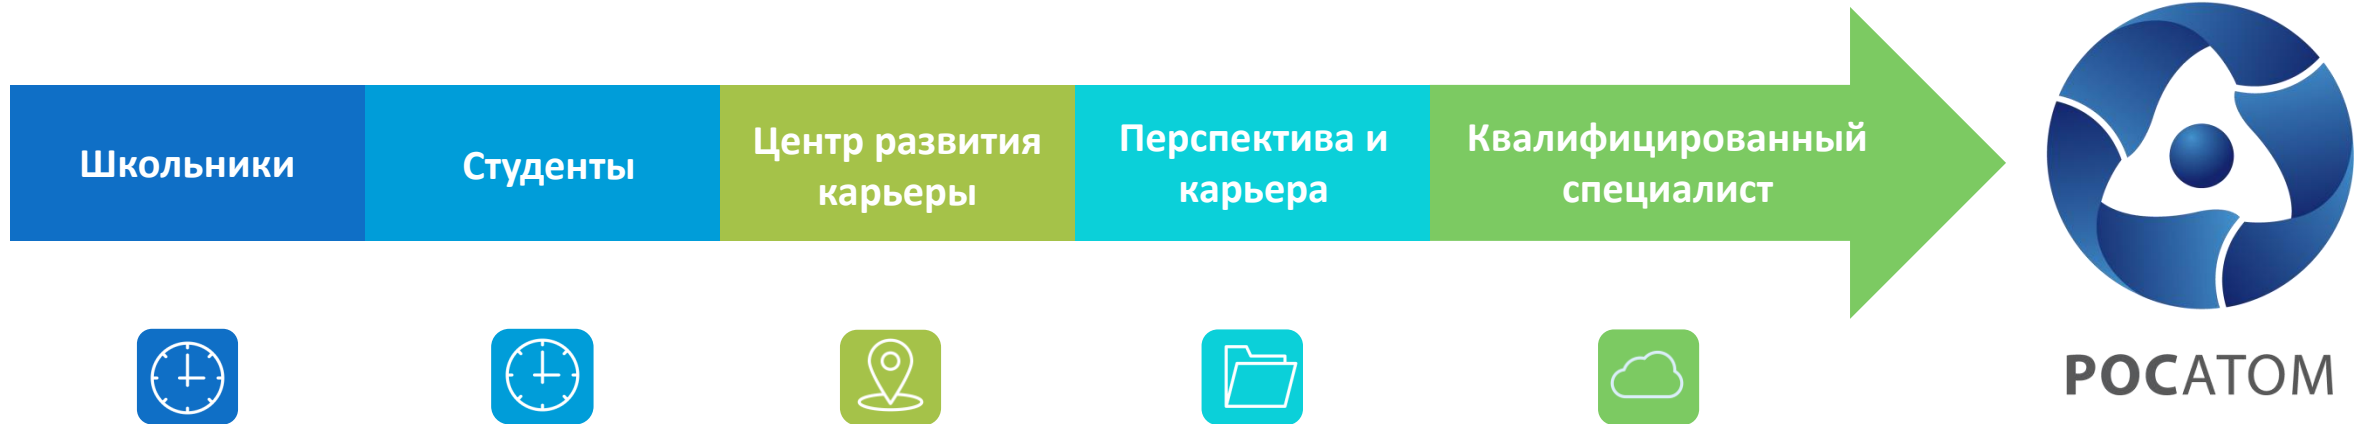 Школьники
Студенты
Центр развития
карьеры
Перспектива и
карьера
Квалифицированный
специалист
РОСАТОМ